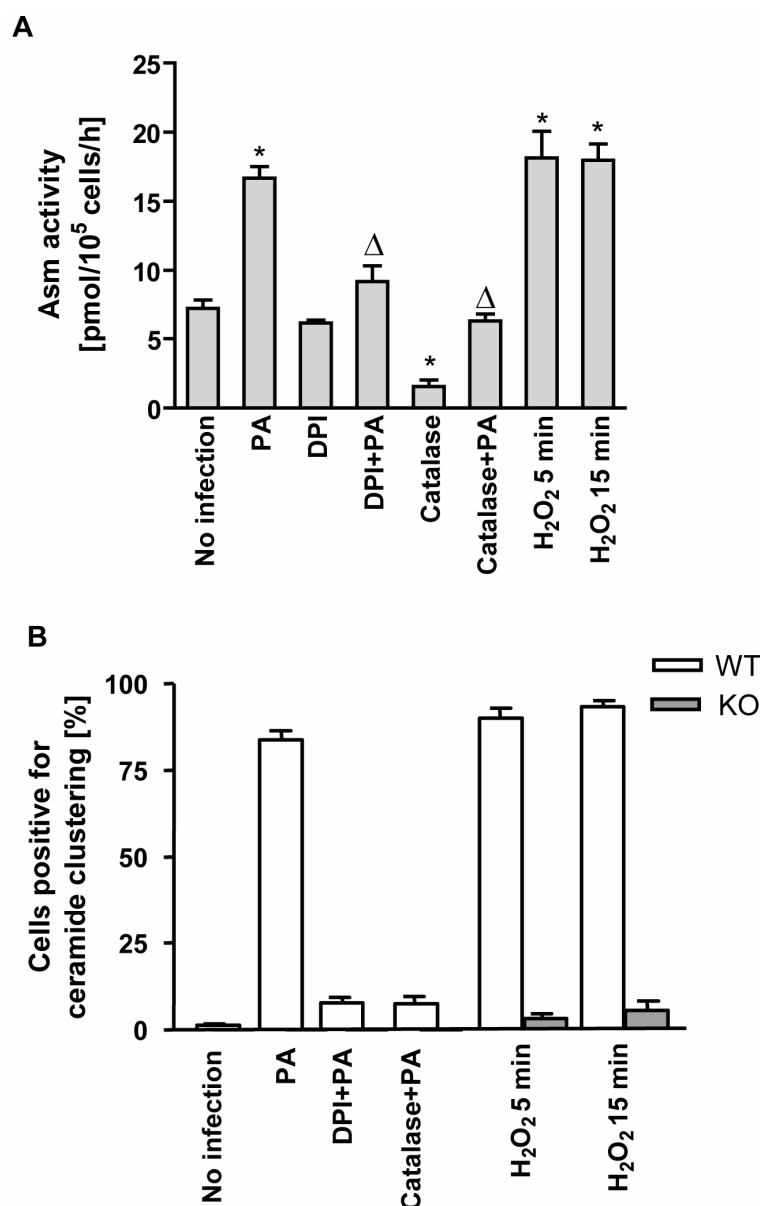 A
Asm activity
[pmol/10⁵ cells/h]
25
20
15
10
5
0
*
Δ
*
Δ
*
*
No infection
PA
DPI
DPI+PA
Catalase
Catalase+PA
H₂O₂ 5 min
H₂O₂ 15 min
B
WT
KO
Cells positive for
ceramide clustering [%]
100
75
50
25
0
No infection
PA
DPI+PA
Catalase+PA
H₂O₂ 5 min
H₂O₂ 15 min